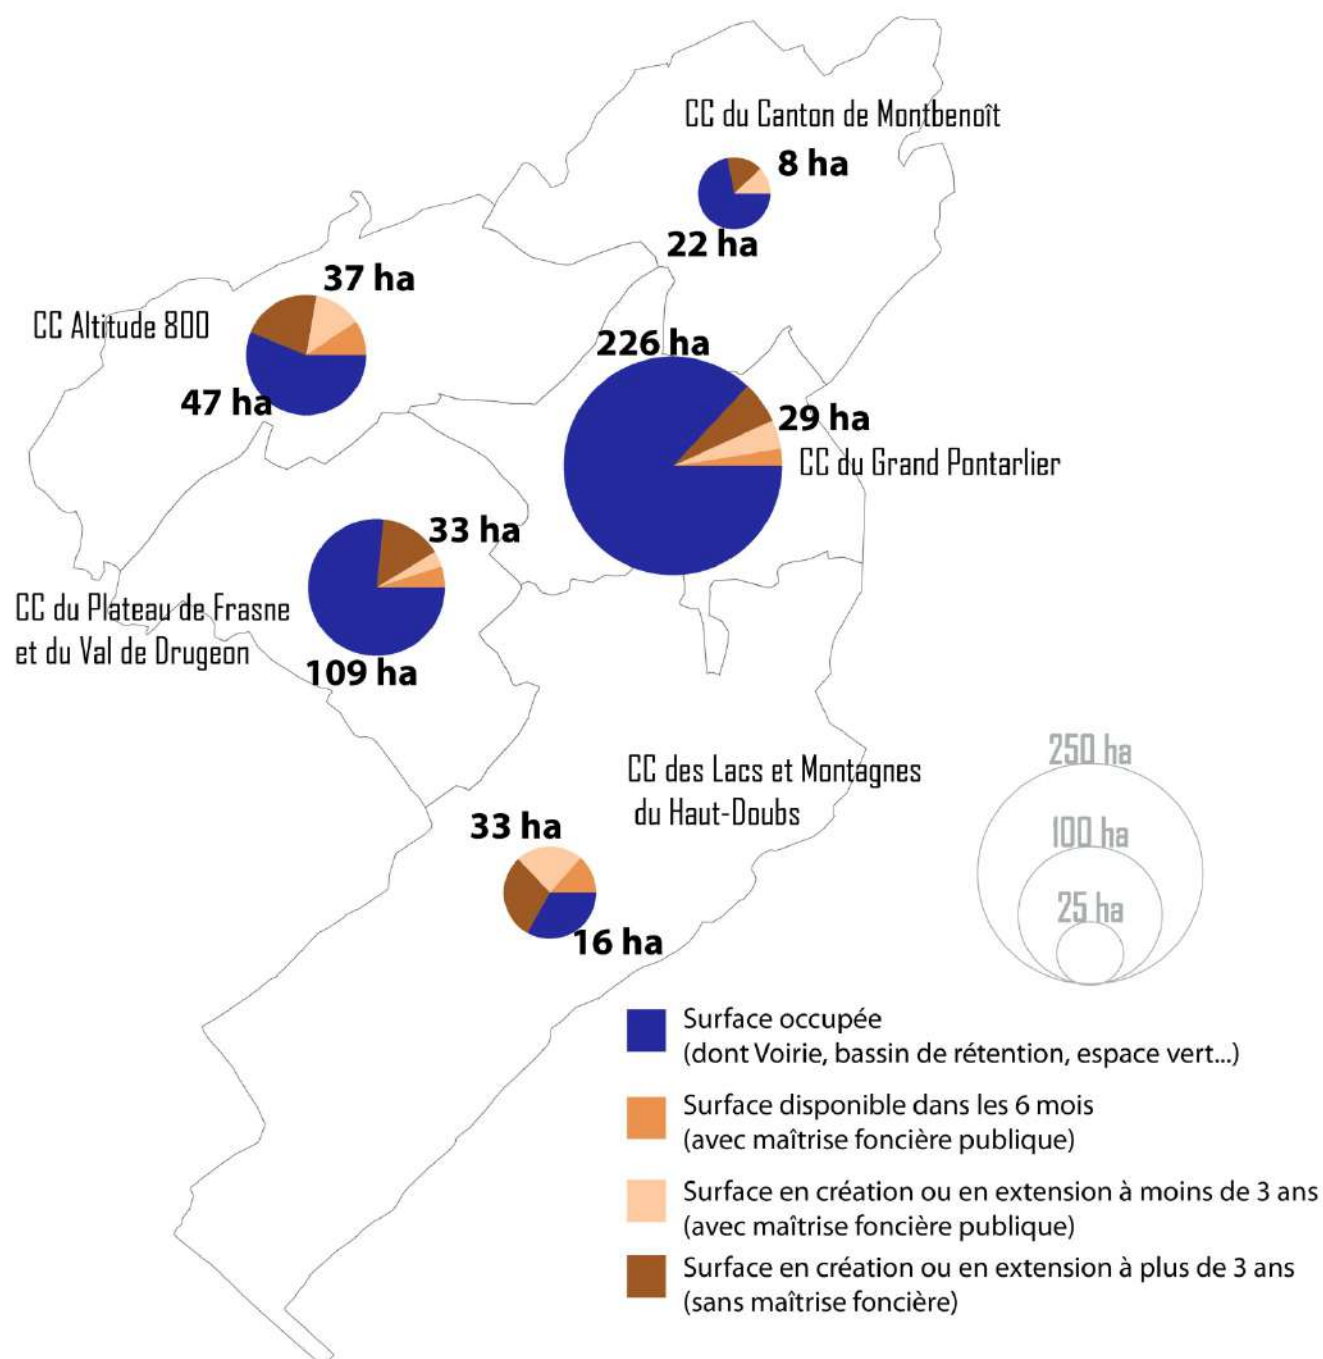 CC du Canton de Montbenoît
8 ha
22 ha
37 ha
CC Altitude 800
47 ha
226 ha
29 ha
CC du Grand Pontarlier
33 ha
CC du Plateau de Frasne
et du Val de Drugeon
109 ha
CC des Lacs et Montagnes
du Haut-Doubs
33 ha
16 ha
250 ha
100 ha
25 ha
Surface occupée
(dont Voirie, bassin de rétention, espace vert...)
Surface disponible dans les 6 mois
(avec maîtrise foncière publique)
Surface en création ou en extension à moins de 3 ans
(avec maîtrise foncière publique)
Surface en création ou en extension à plus de 3 ans
(sans maîtrise foncière)